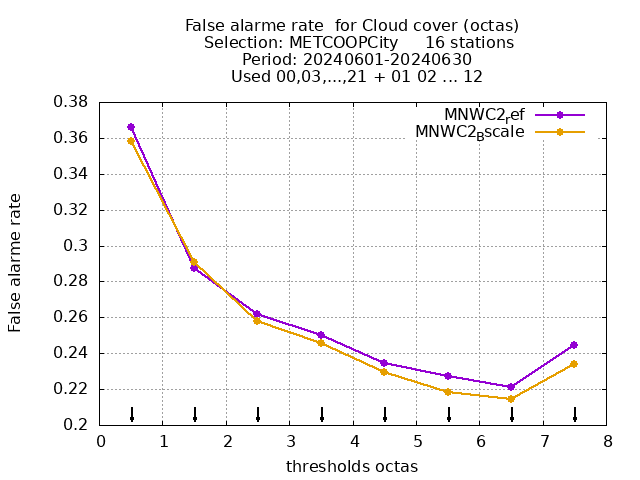 False alarme rate  for Cloud cover (octas)
Selection: METCOOPCity     16 stations
Period: 20240601-20240630
Used 00,03,...,21 + 01 02 ... 12
MNWC2ref
MNWC2Bscale
False alarme rate
0.38
0.36
0.34
0.32
0.3
0.28
0.26
0.24
0.22
0.2
0 1 2 3 4 5 6 7 8
thresholds octas